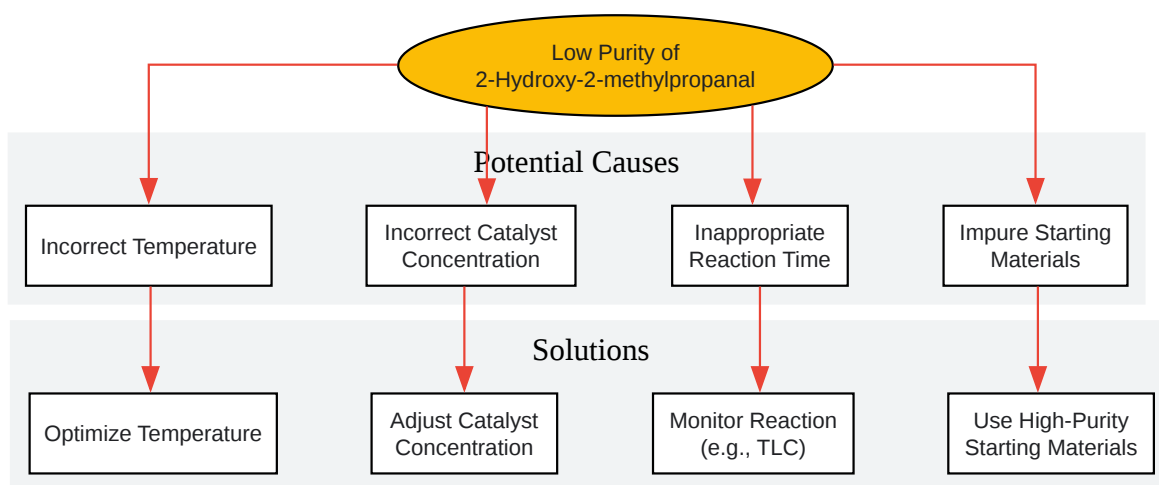 Low Purity of
2-Hydroxy-2-methylpropanal
Potential Causes
Incorrect Temperature
Incorrect Catalyst
Concentration
Inappropriate
Reaction Time
Impure Starting
Materials
Solutions
Optimize Temperature
Adjust Catalyst
Concentration
Monitor Reaction
(e.g., TLC)
Use High-Purity
Starting Materials